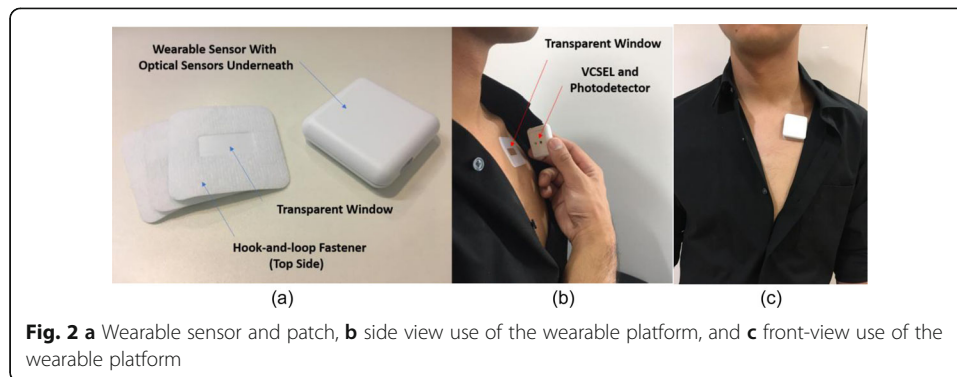 Wearable Sensor With
Optical Sensors Underneath
Transparent Window
Hook-and-loop Fastener
(Top Side)
(a)
Transparent Window
VCSEL and
Photodetector
(b)
(c)
Fig. 2 a Wearable sensor and patch, b side view use of the wearable platform, and c front-view use of the
wearable platform